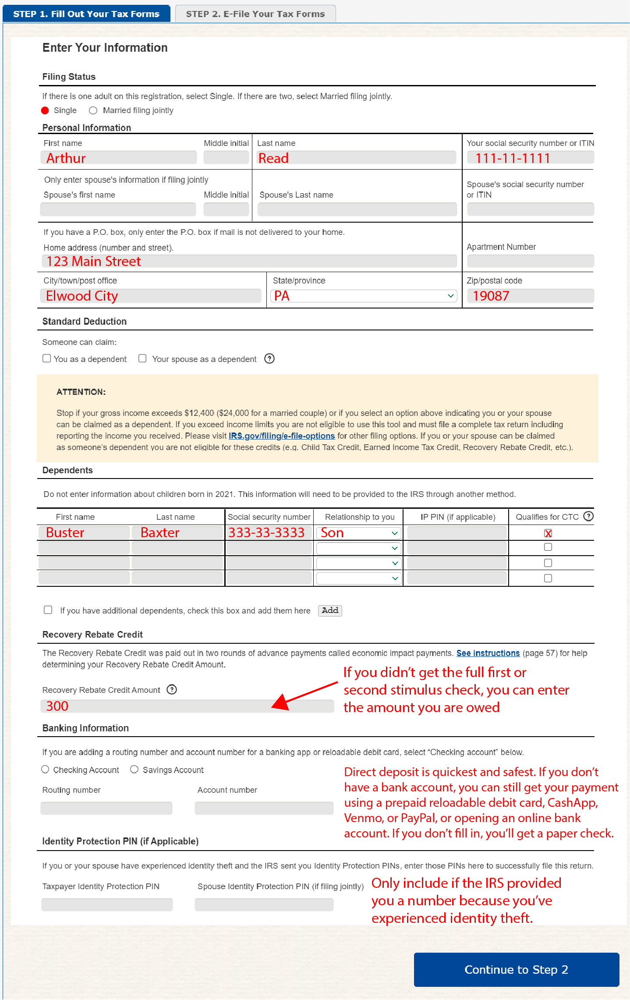 STEP 1. Fill Out Your Tax Forms STEP 2. E-File Your Tax Forms
Enter Your Information
Filing Status
If there is one adult on this registration, select Single. If there are two, select Married filing jointly.
Single Married filing jointly
Personal Information
First name Middle initial Last name Your social security number or ITIN
Arthur Read 111-11-1111
Only enter spouse's information if filing jointly
Spouse's social security number
Spouse's first name Middle initial Spouse's Last name or ITIN
If you have a P.O. box, only enter the P.O. box if mail is not delivered to your home.
Home address (number and street). Apartment Number
123 Main Street
City/town/post office State/province Zip/postal code
Elwood City PA 19087
Standard Deduction
Someone can claim:
You as a dependent Your spouse as a dependent ?
ATTENTION:
Stop if your gross income exceeds $12,400 ($24,000 for a married couple) or if you select an option above indicating you or your spouse
can be claimed as a dependent. If you exceed income limits you are not eligible to use this tool and must file a complete tax return including
reporting the income you received. Please visit IRS.gov/filing/e-file-options for other filing options. If you or your spouse can be claimed
as someone's dependent you are not eligible for these credits (e.g. Child Tax Credit, Earned Income Tax Credit, Recovery Rebate Credit, etc.).
Dependents
Do not enter information about children born in 2021. This information will need to be provided to the IRS through another method.
First name Last name Social security number Relationship to you IP PIN (if applicable) Qualifies for CTC ?
Buster Baxter 333-33-3333 Son X
If you have additional dependents, check this box and add them here Add
Recovery Rebate Credit
The Recovery Rebate Credit was paid out in two rounds of advance payments called economic impact payments. See instructions (page 57) for help
determining your Recovery Rebate Credit Amount.
If you didn't get the full first or
second stimulus check, you can enter
the amount you are owed
Recovery Rebate Credit Amount ?
300
Banking Information
If you are adding a routing number and account number for a banking app or reloadable debit card, select “Checking account” below.
Checking Account Savings Account
Routing number Account number
Direct deposit is quickest and safest. If you don't
have a bank account, you can still get your payment
using a prepaid reloadable debit card, CashApp,
Venmo, or PayPal, or opening an online bank
account. If you don't fill in, you'll get a paper check.
Identity Protection PIN (if Applicable)
If you or your spouse have experienced identity theft and the IRS sent you Identity Protection PINs, enter those PINs here to successfully file this return.
Taxpayer Identity Protection PIN Spouse Identity Protection PIN (if filing jointly)
Only include if the IRS provided
you a number because you've
experienced identity theft.
Continue to Step 2